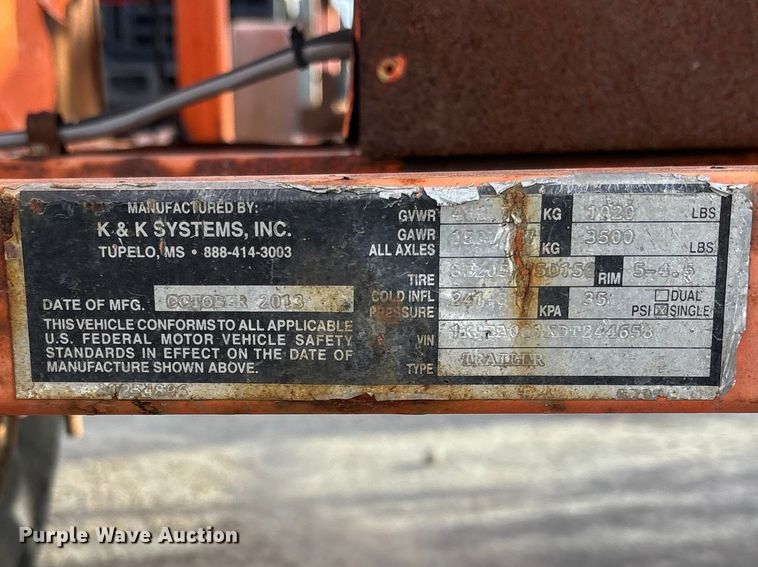 MANUFACTURED BY:
K & K SYSTEMS, INC.
TUPELO, MS • 888-414-3003
DATE OF MFG. OCTOBER 2013
THIS VEHICLE CONFORMS TO ALL APPLICABLE
U.S. FEDERAL MOTOR VEHICLE SAFETY
STANDARDS IN EFFECT ON THE DATE OF
MANUFACTURE SHOWN ABOVE.
GVWR KG 1020 LBS
GAWR
ALL AXLES KG 3500 LBS
TIRE RIM 5-4.5
COLD INFL
PRESSURE KPA 35 PSI DUAL
SINGLE
VIN
TYPE TRAILER
Purple Wave Auction